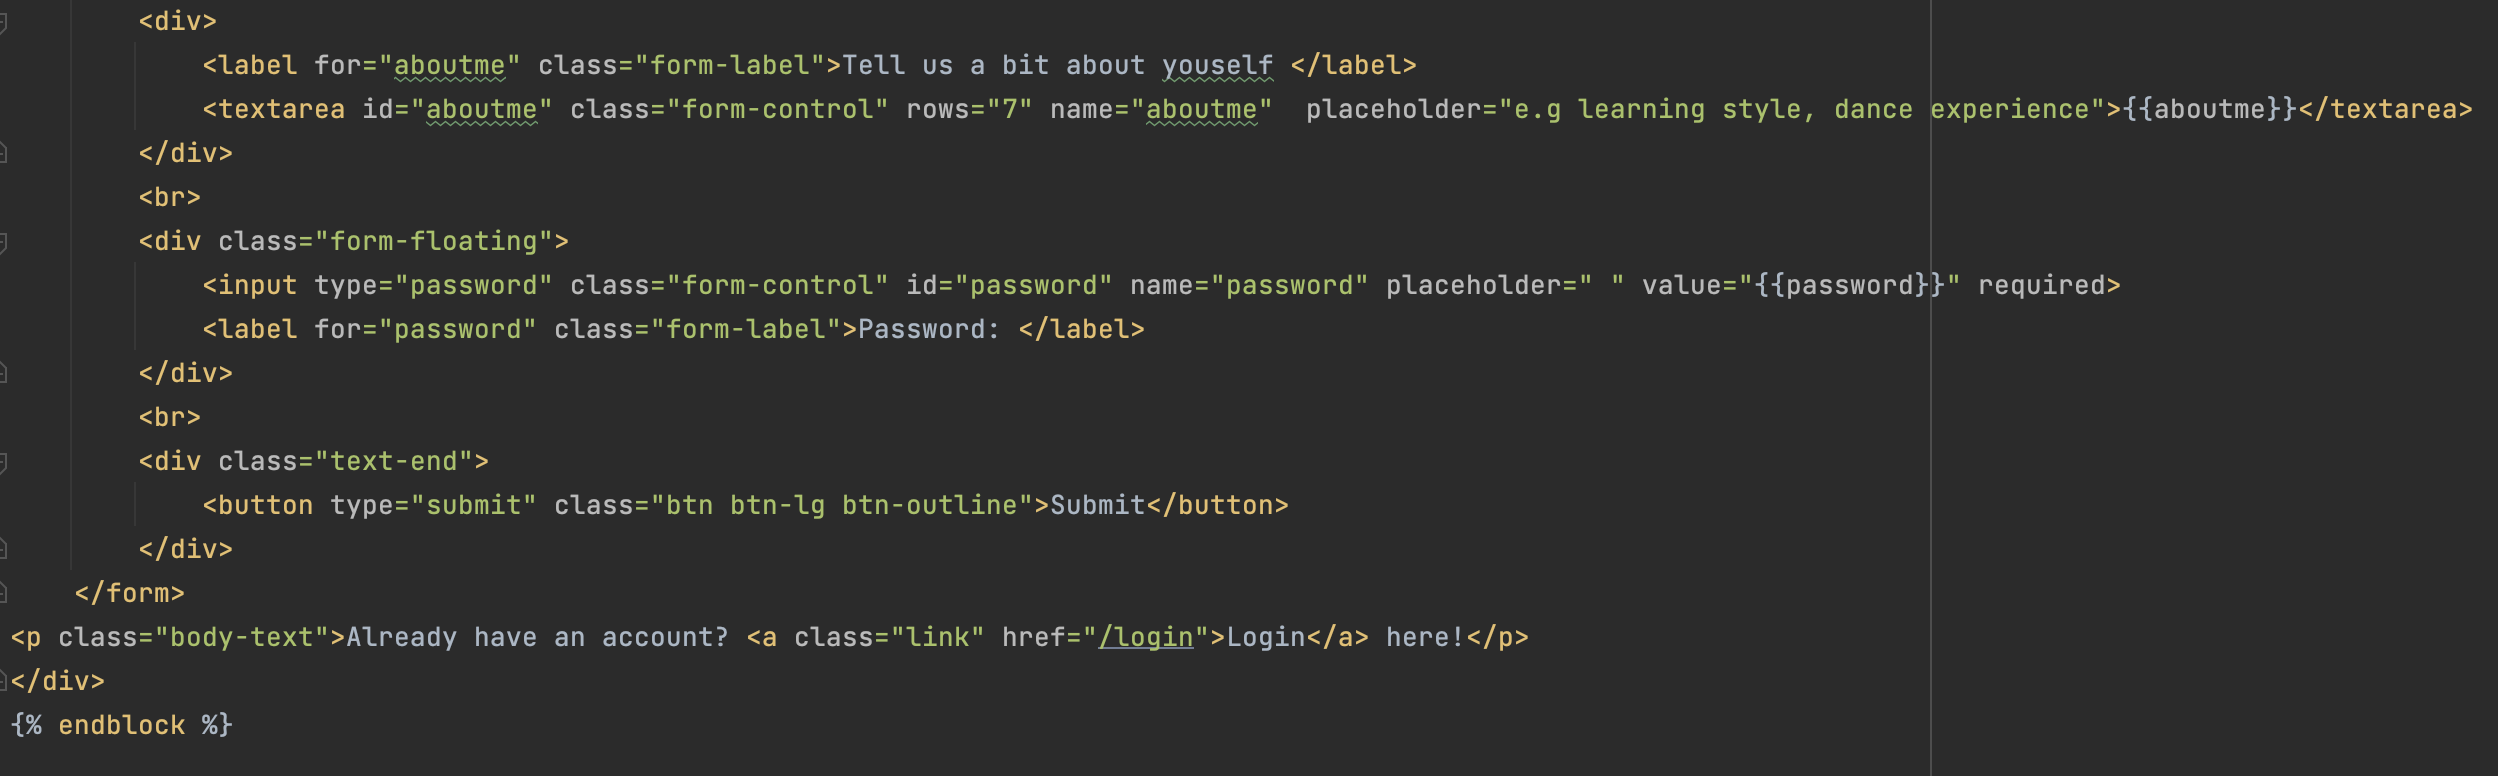 <div>
<label for="aboutme" class="form-label">Tell us a bit about youself </label>
<textarea id="aboutme" class="form-control" rows="7" name="aboutme"  placeholder="e.g learning style, dance experience">{{aboutme}}</textarea>
</div>
<br>
<div class="form-floating">
<input type="password" class="form-control" id="password" name="password" placeholder=" " value="{{password}}" required>
<label for="password" class="form-label">Password: </label>
</div>
<br>
<div class="text-end">
<button type="submit" class="btn btn-lg btn-outline">Submit</button>
</div>
</form>
<p class="body-text">Already have an account? <a class="link" href="/login">Login</a> here!</p>
</div>
{% endblock %}